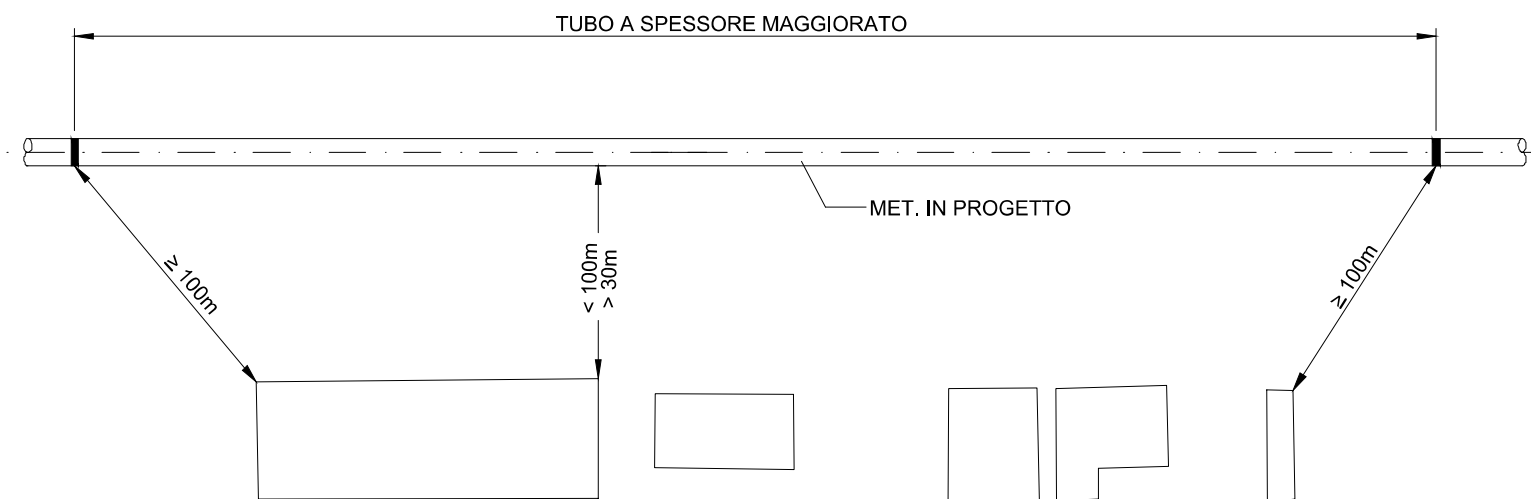 TUBO A SPESSORE MAGGIORATO
MET. IN PROGETTO
≥ 100m
< 100m
> 30m
≥ 100m